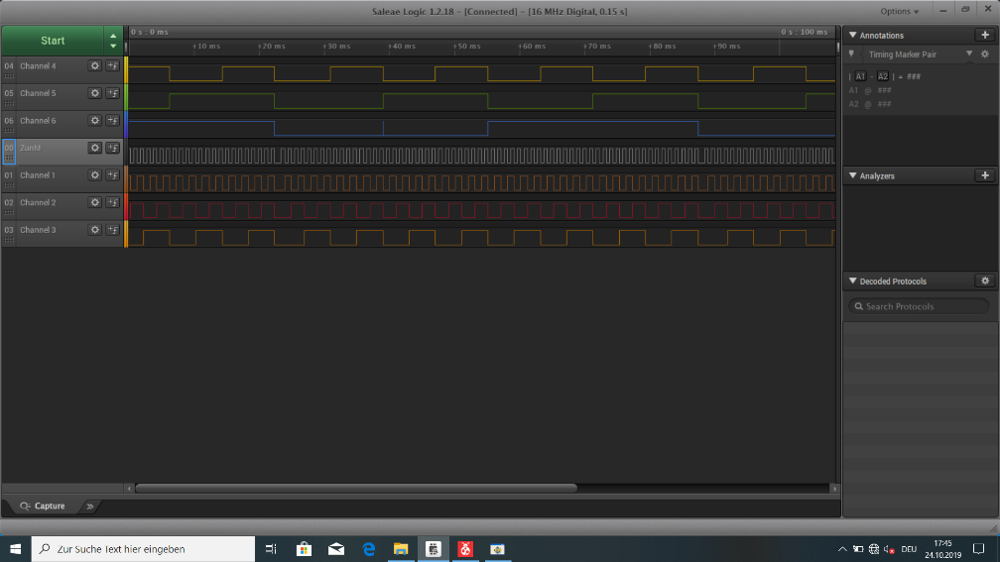 Saleae Logic 1.2.18 - [Connected] - [16 MHz Digital, 0.15 s]
Options
Start
0 s : 0 ms
0 s : 100 ms
+10 ms
+20 ms
+30 ms
+40 ms
+50 ms
+60 ms
+70 ms
+80 ms
+90 ms
04 Channel 4
05 Channel 5
06 Channel 6
00 ZunM
01 Channel 1
02 Channel 2
03 Channel 3
Annotations
Timing Marker Pair
| A1 - A2 | = ###
A1 @ ###
A2 @ ###
Analyzers
Decoded Protocols
Search Protocols
Capture
Zur Suche Text hier eingeben
DEU
17:45
24.10.2019